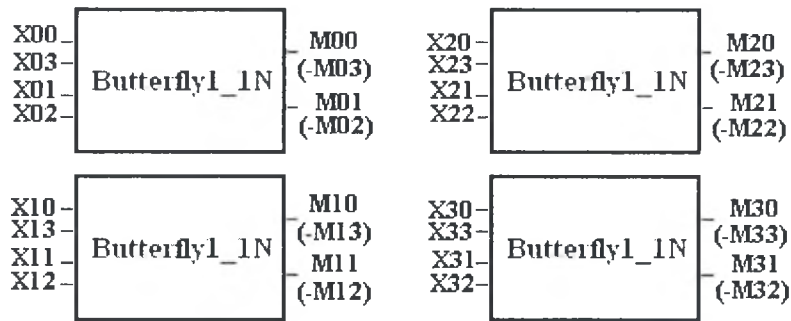 X00
X03
X01
X02
Butterfly1_1N
M00
(-M03)
M01
(-M02)
X20
X23
X21
X22
Butterfly1_1N
M20
(-M23)
M21
(-M22)
X10
X13
X11
X12
Butterfly1_1N
M10
(-M13)
M11
(-M12)
X30
X33
X31
X32
Butterfly1_1N
M30
(-M33)
M31
(-M32)